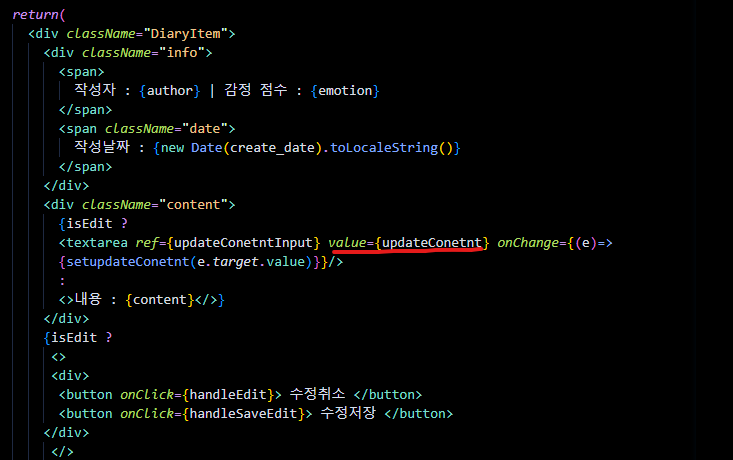 return(
<div className="DiaryItem">
<div className="info">
<span>
작성자 : {author} | 감정 점수 : {emotion}
</span>
<span className="date">
작성날짜 : {new Date(create_date).toLocaleString()}
</span>
</div>
<div className="content">
{isEdit ?
<textarea ref={updateConetntInput} value={updateConetnt} onChange={(e)=>
{setupdateConetnt(e.target.value)}}/>
:
<>내용 : {content}</>}
</div>
{isEdit ?
<>
<div>
<button onClick={handleEdit}> 수정취소 </button>
<button onClick={handleSaveEdit}> 수정저장 </button>
</div>
</>